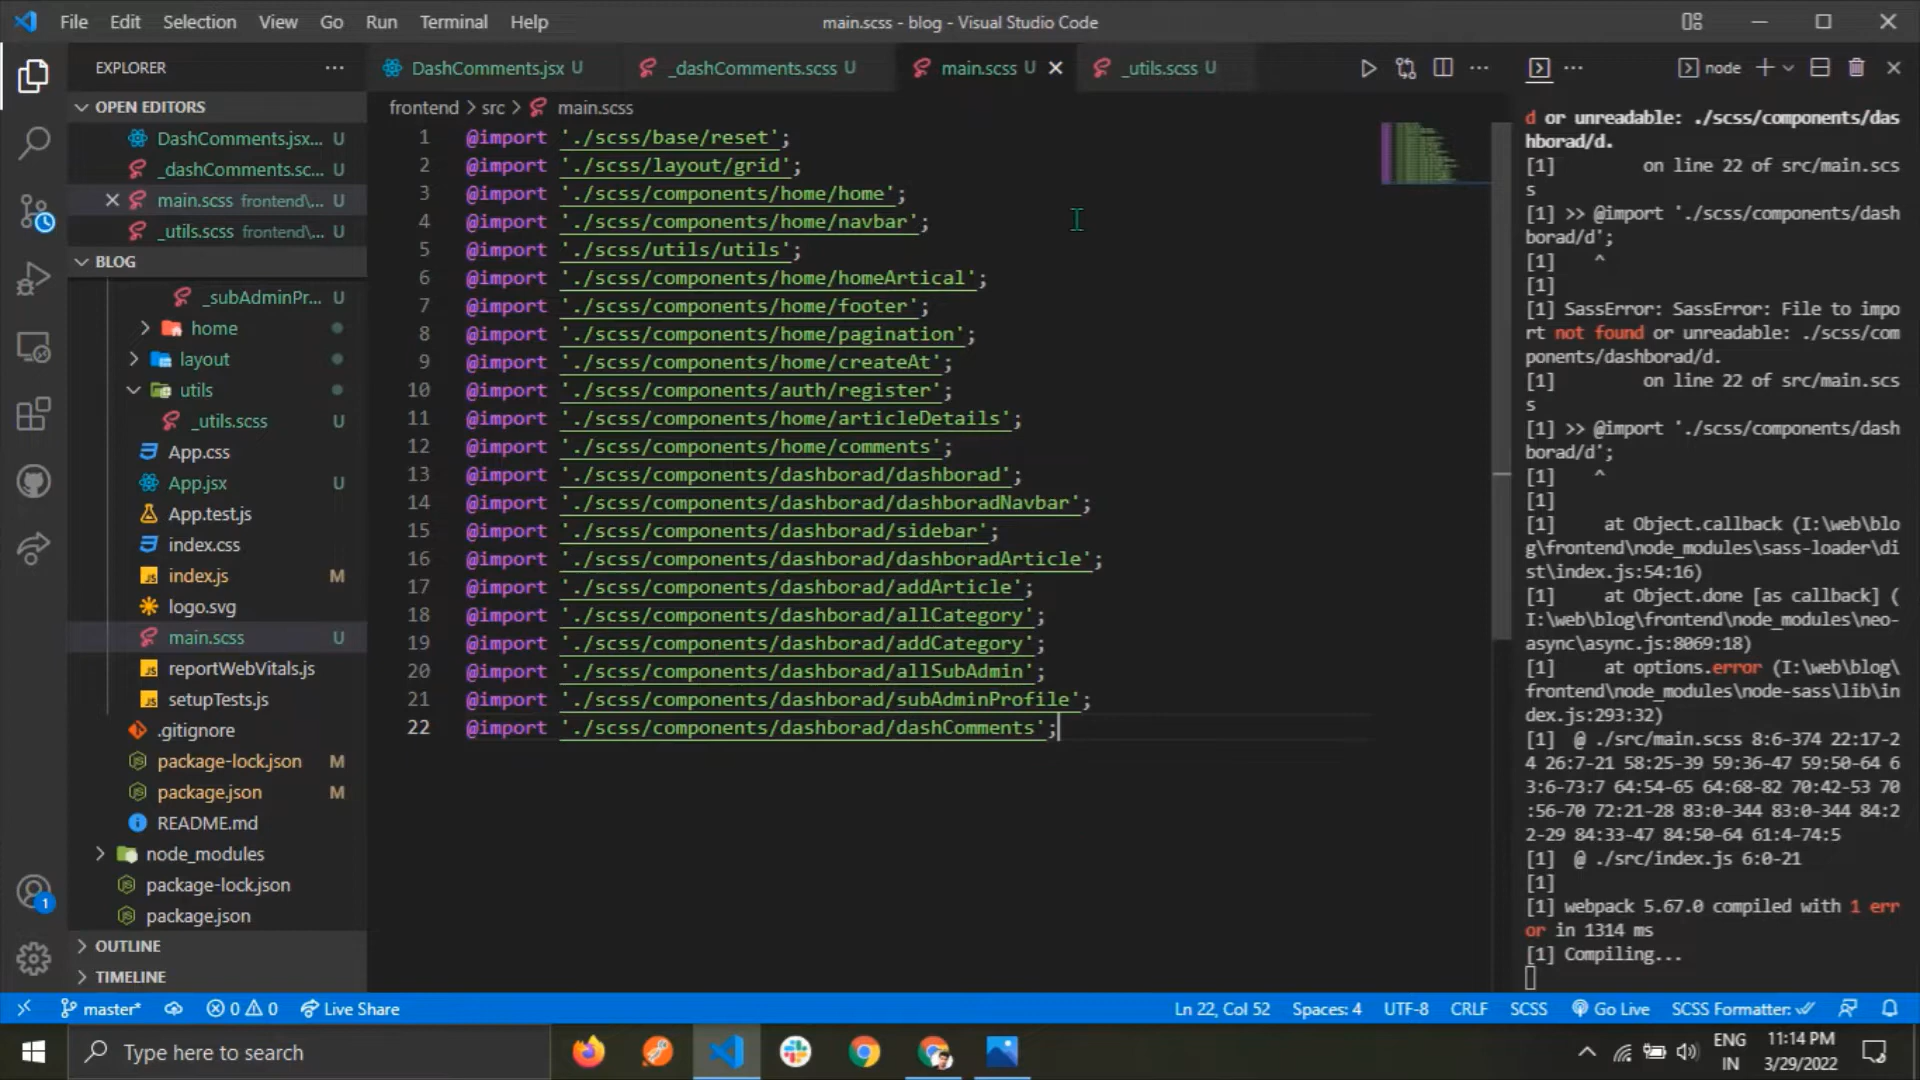 File Edit Selection View Go Run Terminal Help
main.scss - blog - Visual Studio Code
EXPLORER
OPEN EDITORS
DashComments.jsx... U
_dashComments.sc... U
main.scss frontend\... U
_utils.scss frontend\... U
BLOG
_subAdminPr... U
home
layout
utils
_utils.scss U
App.css
App.jsx U
App.test.js
index.css
index.js M
logo.svg
main.scss U
reportWebVitals.js
setupTests.js
.gitignore
package-lock.json M
package.json M
README.md
node_modules
package-lock.json
package.json
OUTLINE
TIMELINE
DashComments.jsx U
_dashComments.scss U
main.scss U
_utils.scss U
frontend > src > main.scss
1 @import './scss/base/reset';
2 @import './scss/layout/grid';
3 @import './scss/components/home/home';
4 @import './scss/components/home/navbar';
5 @import './scss/utils/utils';
6 @import './scss/components/home/homeArtical';
7 @import './scss/components/home/footer';
8 @import './scss/components/home/pagination';
9 @import './scss/components/home/createAt';
10 @import './scss/components/auth/register';
11 @import './scss/components/home/articleDetails';
12 @import './scss/components/home/comments';
13 @import './scss/components/dashborad/dashborad';
14 @import './scss/components/dashborad/dashboradNavbar';
15 @import './scss/components/dashborad/sidebar';
16 @import './scss/components/dashborad/dashboradArticle';
17 @import './scss/components/dashborad/addArticle';
18 @import './scss/components/dashborad/allCategory';
19 @import './scss/components/dashborad/addCategory';
20 @import './scss/components/dashborad/allSubAdmin';
21 @import './scss/components/dashborad/subAdminProfile';
22 @import './scss/components/dashborad/dashComments';
node
d or unreadable: ./scss/components/das
hborad/d.
[1] on line 22 of src/main.scs
s
[1] >> @import './scss/components/dash
borad/d';
[1] ^
[1]
[1] SassError: SassError: File to impo
rt not found or unreadable: ./scss/com
ponents/dashborad/d.
[1] on line 22 of src/main.scs
s
[1] >> @import './scss/components/dash
borad/d';
[1] ^
[1]
[1] at Object.callback (I:\web\blo
g\frontend\node_modules\sass-loader\di
st\index.js:54:16)
[1] at Object.done [as callback] (
I:\web\blog\frontend\node_modules\neo-
async\async.js:8069:18)
[1] at options.error (I:\web\blog\
frontend\node_modules\node-sass\lib\in
dex.js:293:32)
[1] @ ./src/main.scss 8:6-374 22:17-2
4 26:7-21 58:25-39 59:36-47 59:50-64 6
3:6-73:7 64:54-65 64:68-82 70:42-53 70
:56-70 72:21-28 83:0-344 83:0-344 84:2
2-29 84:33-47 84:50-64 61:4-74:5
[1] @ ./src/index.js 6:0-21
[1]
[1] webpack 5.67.0 compiled with 1 err
or in 1314 ms
[1] Compiling...
master* 0 0 Live Share
Ln 22, Col 52 Spaces: 4 UTF-8 CRLF SCSS Go Live SCSS Formatter:
1
Type here to search
ENG
IN
11:14 PM
3/29/2022